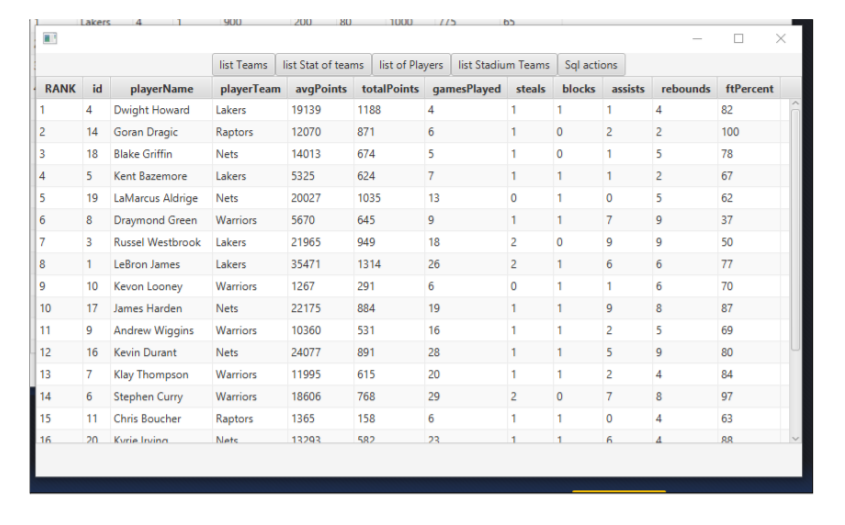 1 Lakers 4 1 900 200 80 1000 775 65
list Teams list Stat of teams list of Players list Stadium Teams Sql actions
RANK id playerName playerTeam avgPoints totalPoints gamesPlayed steals blocks assists rebounds ftPercent
1 4 Dwight Howard Lakers 19139 1188 4 1 1 1 4 82
2 14 Goran Dragic Raptors 12070 871 6 1 0 2 2 100
3 18 Blake Griffin Nets 14013 674 5 1 0 1 5 78
4 5 Kent Bazemore Lakers 5325 624 7 1 1 1 2 67
5 19 LaMarcus Aldrige Nets 20027 1035 13 0 1 0 5 62
6 8 Draymond Green Warriors 5670 645 9 1 1 7 9 37
7 3 Russel Westbrook Lakers 21965 949 18 2 0 9 9 50
8 1 LeBron James Lakers 35471 1314 26 2 1 6 6 77
9 10 Kevon Looney Warriors 1267 291 6 0 1 1 6 70
10 17 James Harden Nets 22175 884 19 1 1 9 8 87
11 9 Andrew Wiggins Warriors 10360 531 16 1 1 2 5 69
12 16 Kevin Durant Nets 24077 891 28 1 1 5 9 80
13 7 Klay Thompson Warriors 11995 615 20 1 1 2 4 84
14 6 Stephen Curry Warriors 18606 768 29 2 0 7 8 97
15 11 Chris Boucher Raptors 1365 158 6 1 1 0 4 63
16 20 Kyrie Irving Nets 13293 582 23 1 1 6 4 88